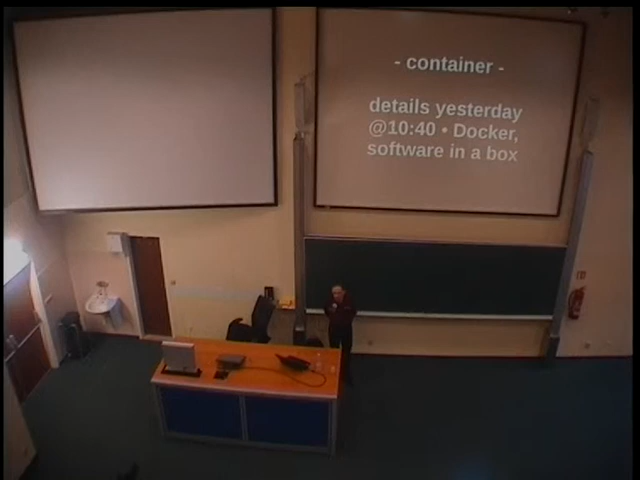 - container -
details yesterday
@10:40 • Docker,
software in a box